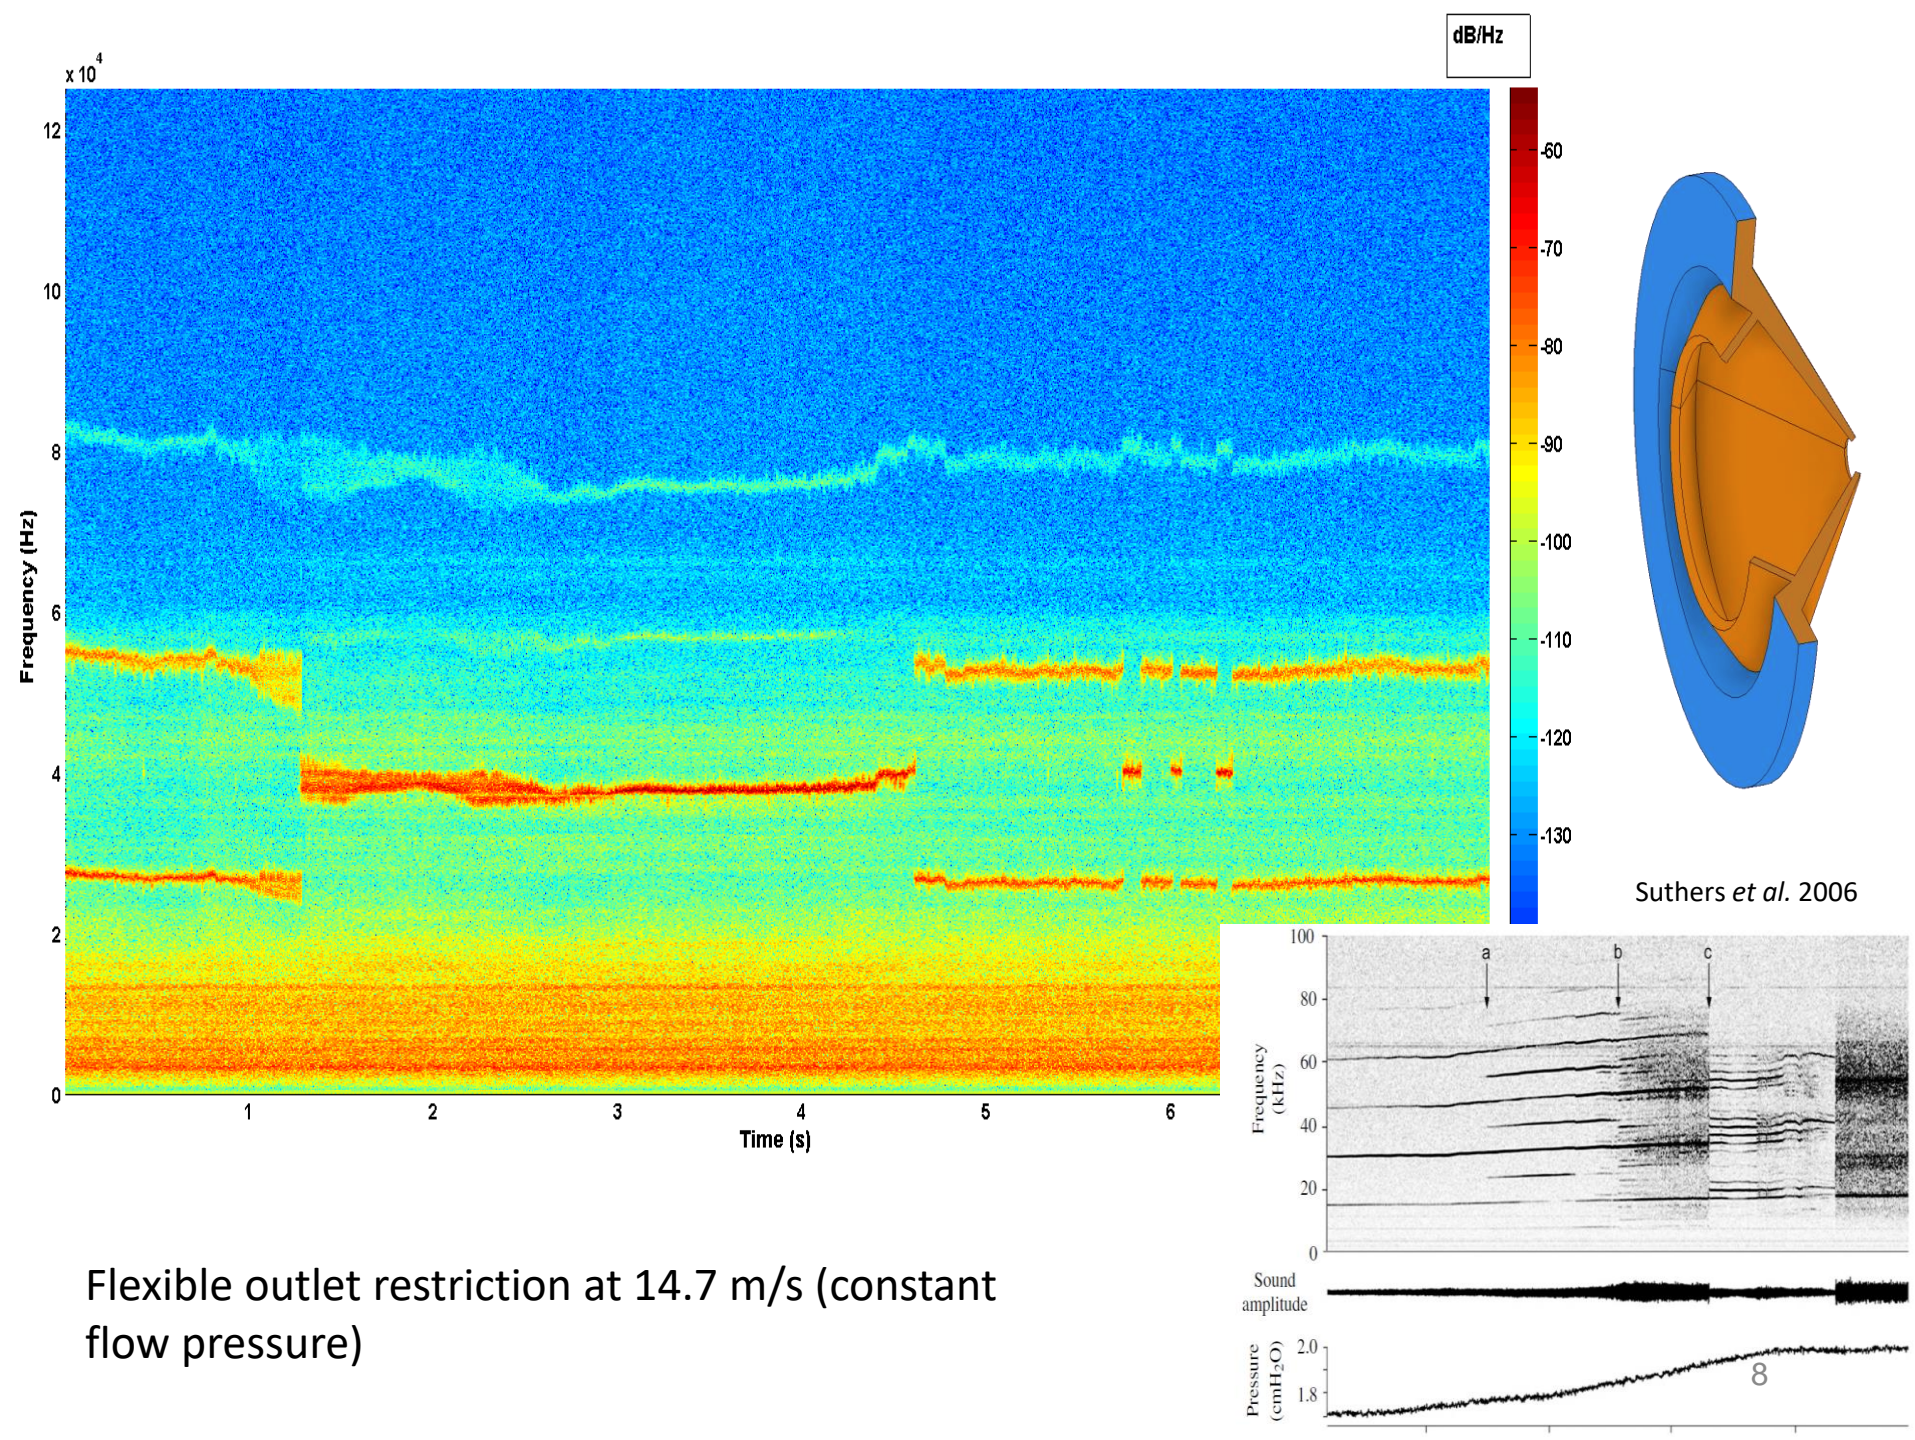 dB/Hz
x 10
4
12
10
8
6
4
2
0
Frequency (Hz)
1
2
3
4
5
6
Time (s)
-60
-70
-80
-90
-100
-110
-120
-130
Suthers et al. 2006
100
80
60
40
20
0
Frequency
(kHz)
a
b
c
Sound
amplitude
Pressure
(cmH₂O)
2.0
1.8
8
Flexible outlet restriction at 14.7 m/s (constant
flow pressure)